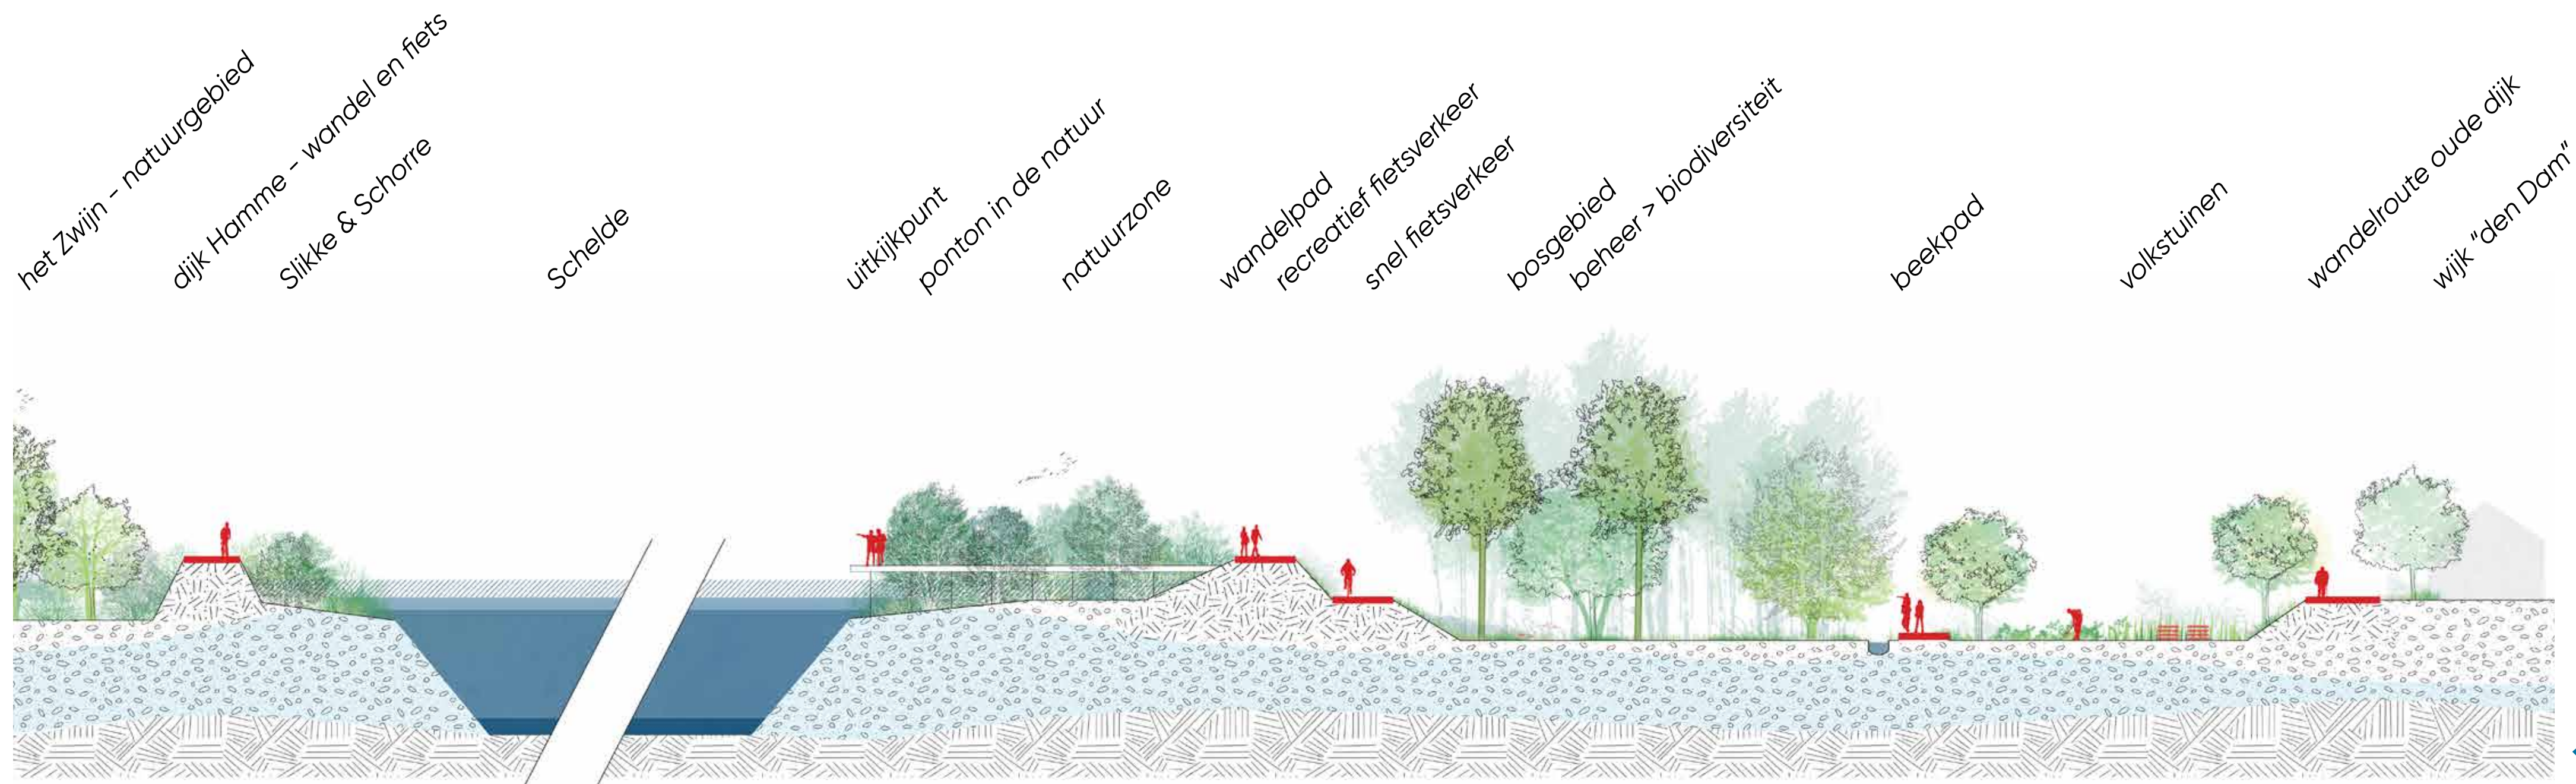 het Zwijn – natuurgebied
dijk Hamme – wandel en fiets
Slikke & Schorre
Schelde
uitkijkpunt
ponton in de natuur
natuurzone
wandelpad
recreatief fietsverkeer
snel fietsverkeer
bosgebied
beheer > biodiversiteit
beekpad
volkstuinen
wandelroute oude dijk
wijk "den Dam"